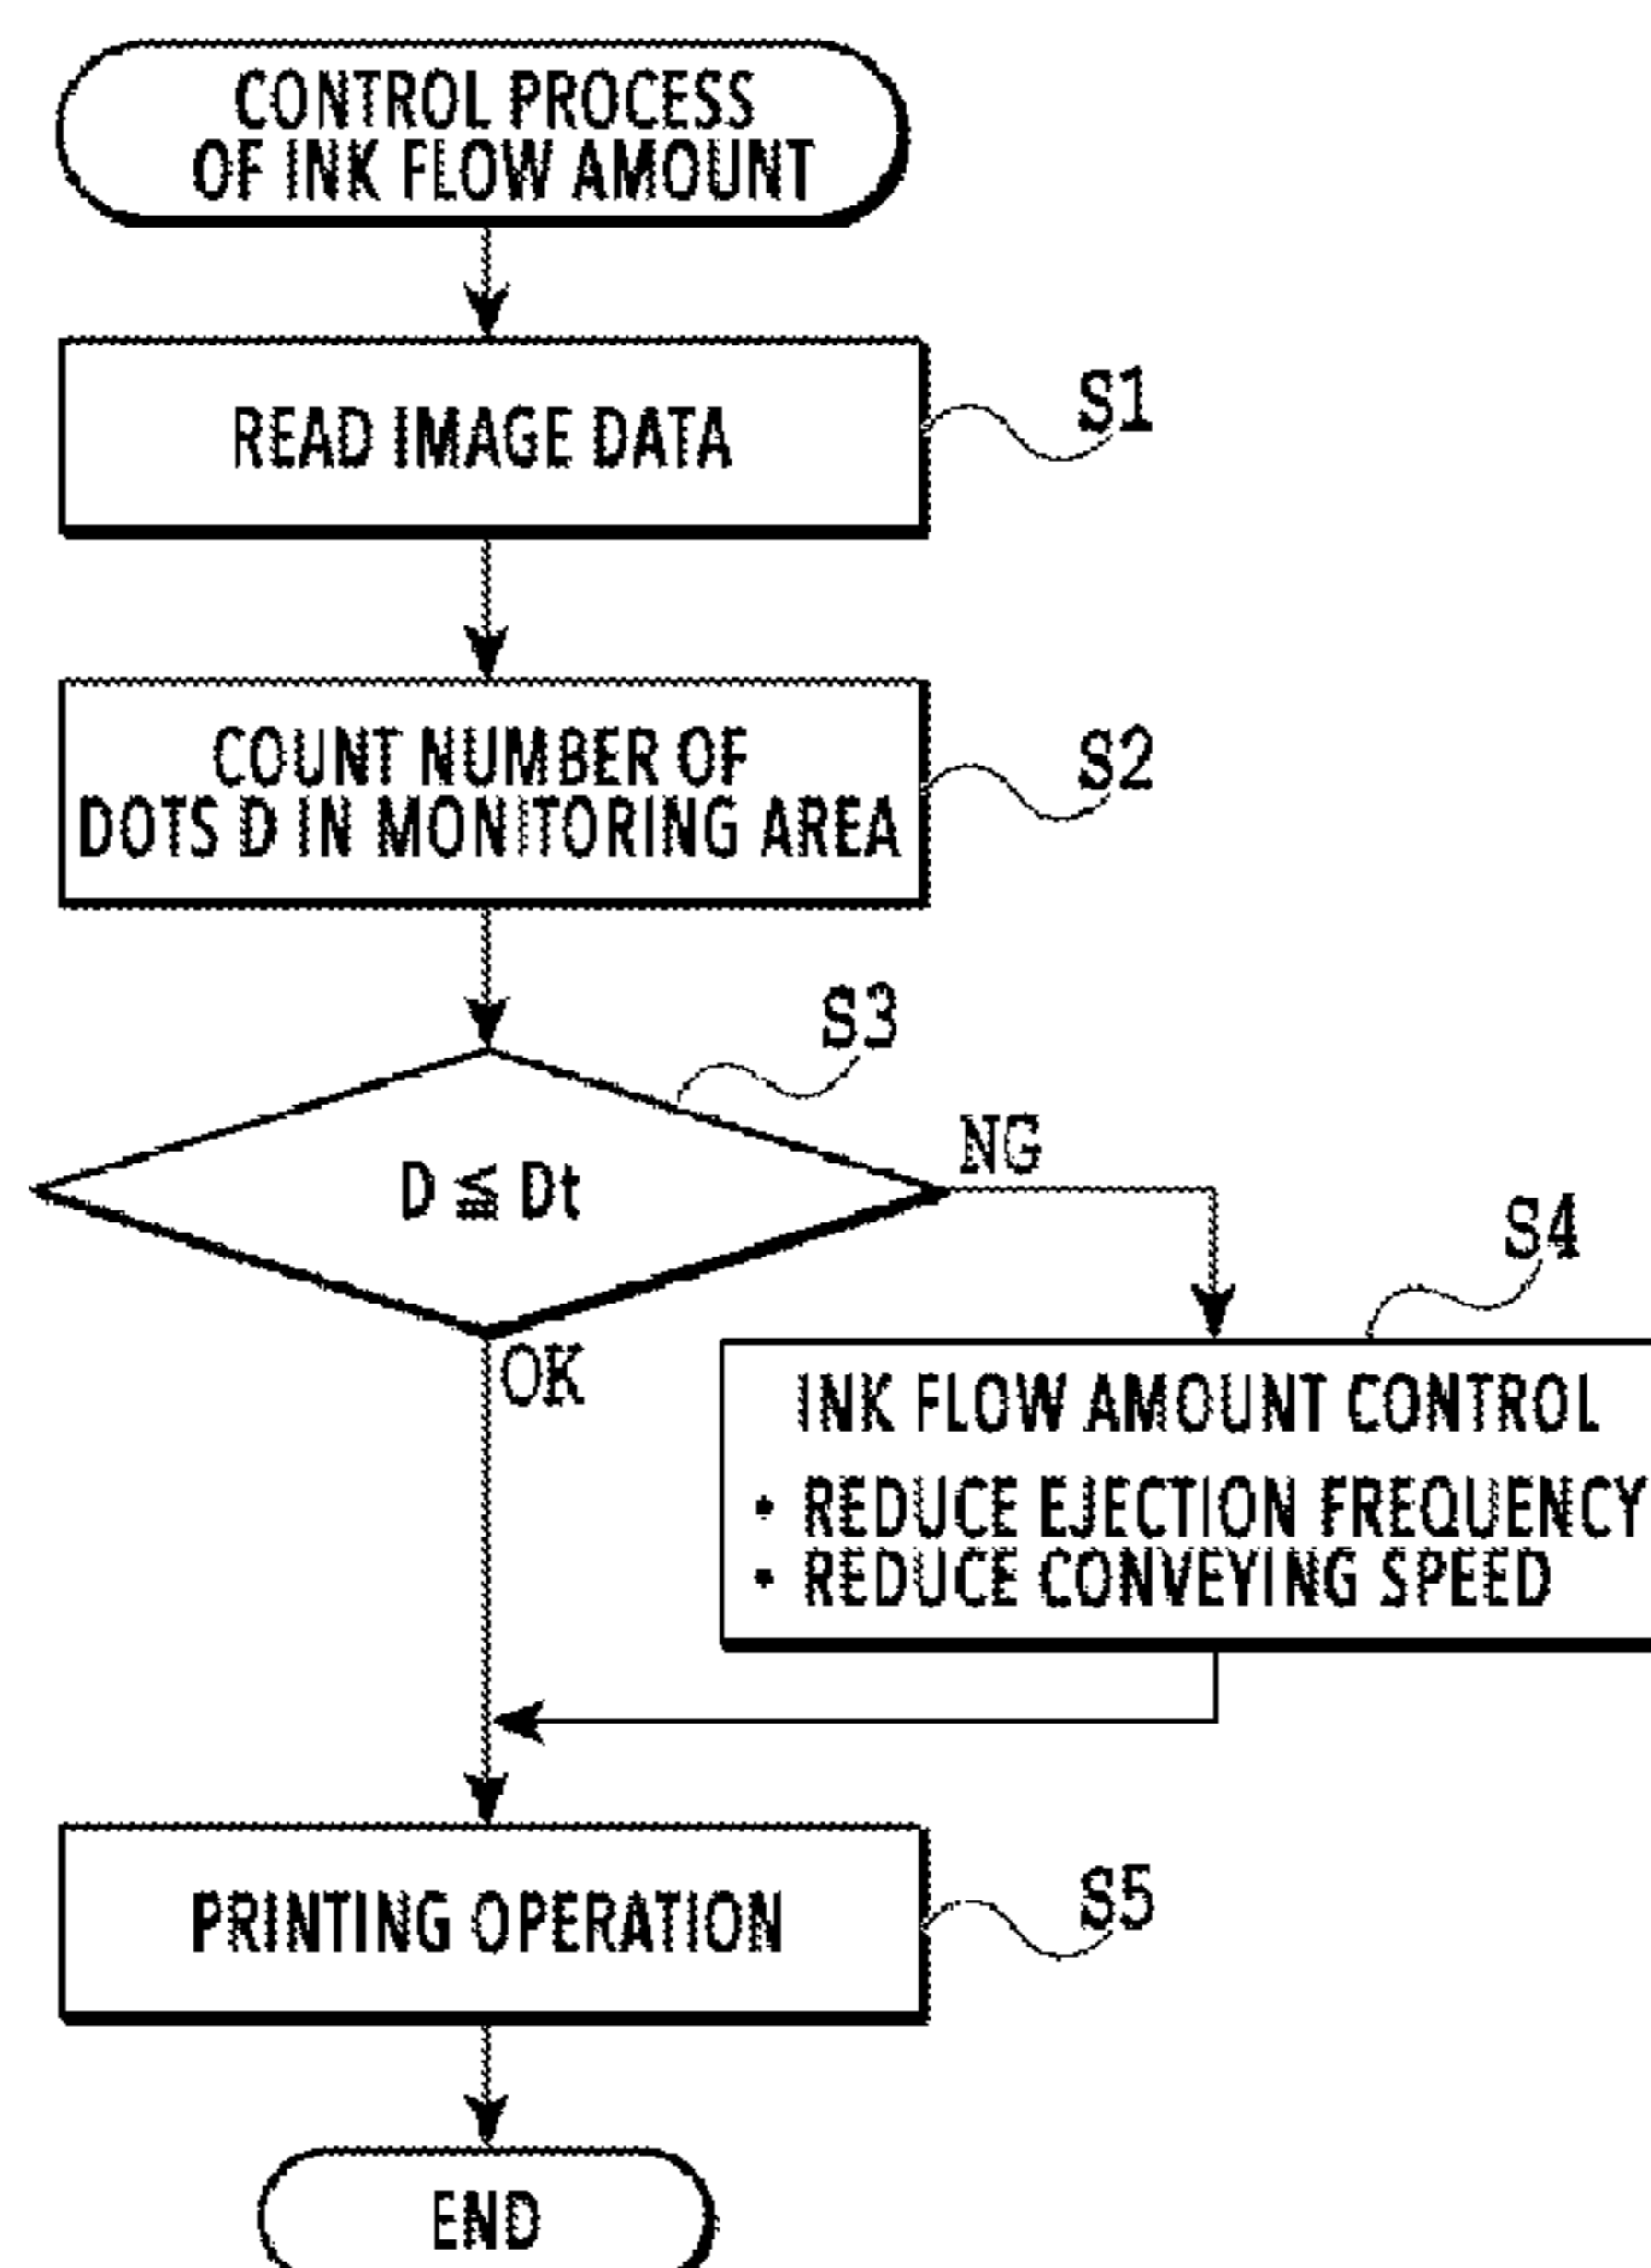 CONTROL PROCESS
OF INK FLOW AMOUNT
READ IMAGE DATA
S1
COUNT NUMBER OF
DOTS D IN MONITORING AREA
S2
S3
D ≦ Dt
NG
OK
S4
INK FLOW AMOUNT CONTROL
• REDUCE EJECTION FREQUENCY
• REDUCE CONVEYING SPEED
PRINTING OPERATION
S5
END